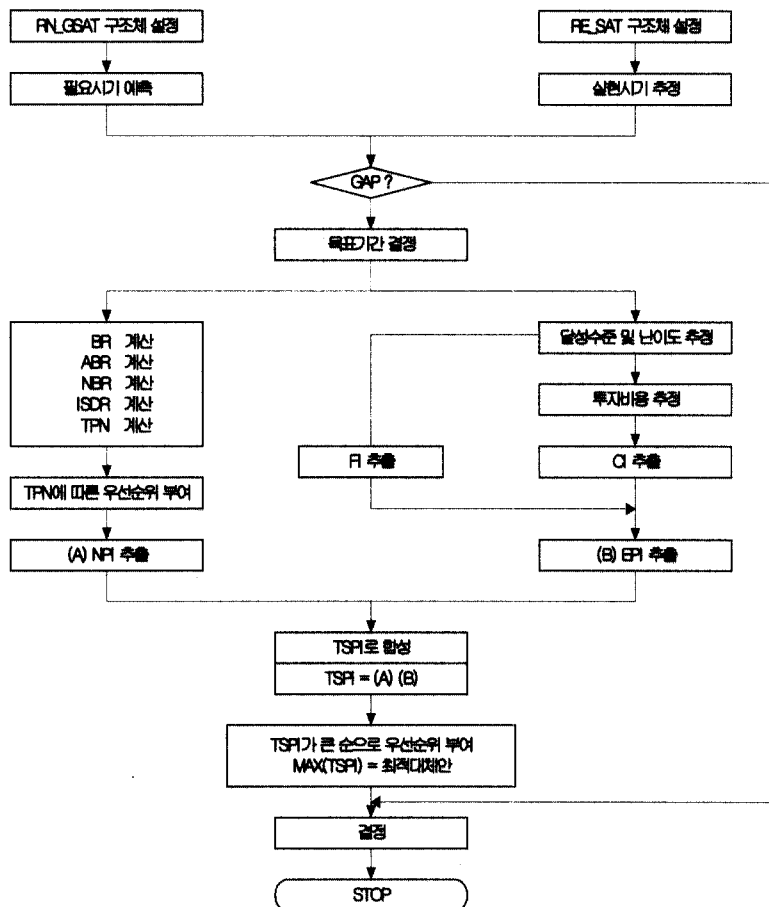 RN_GSAT 구조체 설정
RE_SAT 구조체 설정
필요시기 예측
실현시기 추정
GAP ?
목표기간 결정
BR 계산
ABR 계산
NBR 계산
ISDR 계산
TPN 계산
달성수준 및 난이도 추정
투자비용 추정
FI 추출
CI 추출
TPN에 따른 우선순위 부여
(A) NPI 추출
(B) EPI 추출
TSPI로 합성
TSPI = (A) (B)
TSPI가 큰 순으로 우선순위 부여
MAX(TSPI) = 최적대체안
결정
STOP